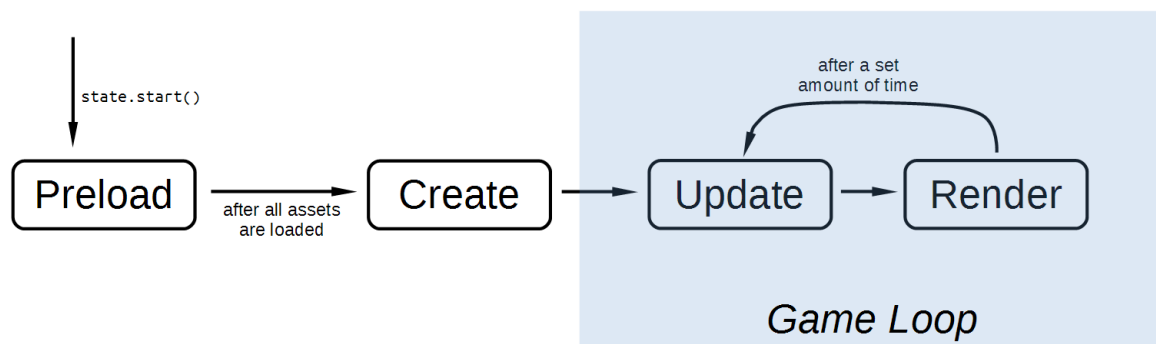 state.start()
Preload
after all assets
are loaded
Create
Update
after a set
amount of time
Render
Game Loop